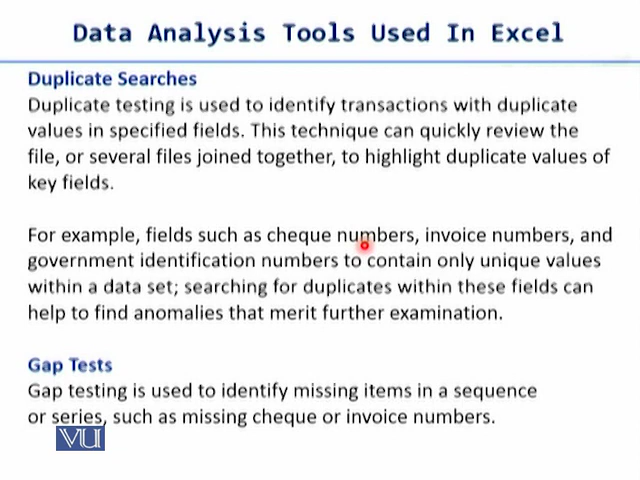 Data Analysis Tools Used In Excel
Duplicate Searches
Duplicate testing is used to identify transactions with duplicate
values in specified fields. This technique can quickly review the
file, or several files joined together, to highlight duplicate values of
key fields.
For example, fields such as cheque numbers, invoice numbers, and
government identification numbers to contain only unique values
within a data set; searching for duplicates within these fields can
help to find anomalies that merit further examination.
Gap Tests
Gap testing is used to identify missing items in a sequence
or series, such as missing cheque or invoice numbers.
VU